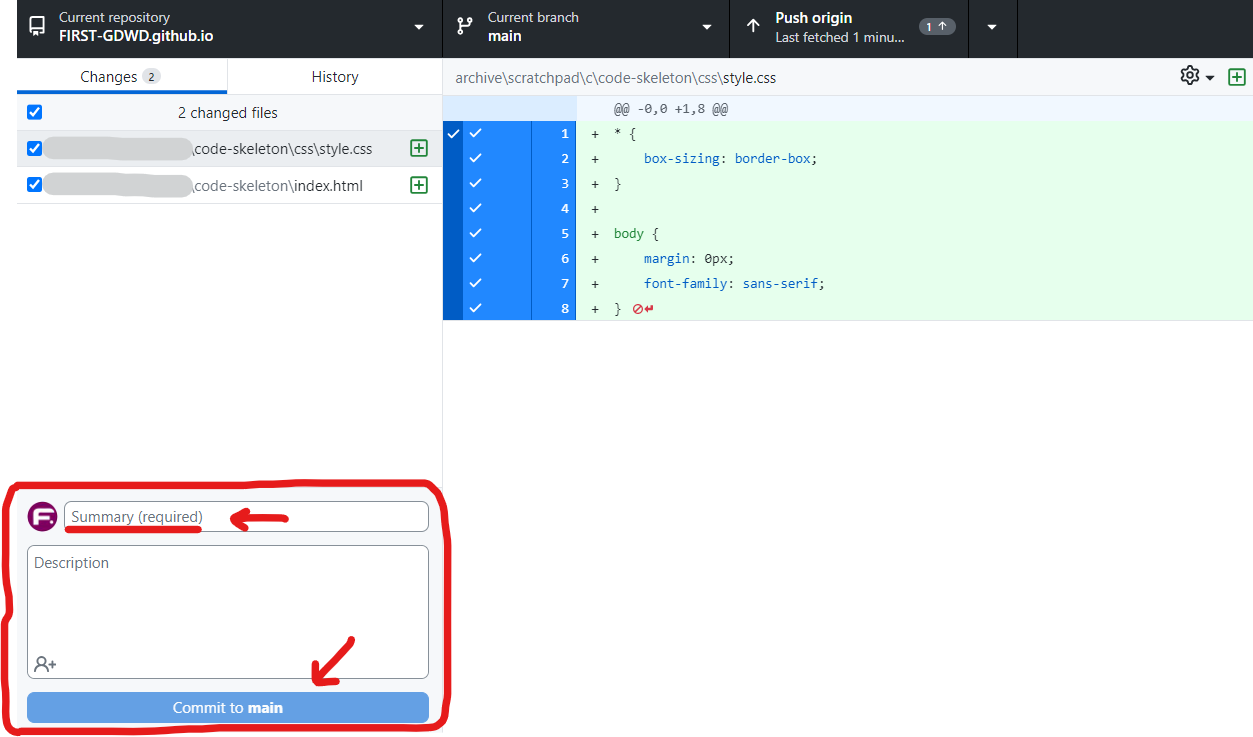 Current repository
FIRST-GDWD.github.io
Current branch
main
Push origin
Last fetched 1 minu...
1
Changes 2
History
2 changed files
\code-skeleton\css\style.css
\code-skeleton\index.html
archive\scratchpad\c\code-skeleton\css\style.css
@@ -0,0 +1,8 @@
1 + * {
2 + box-sizing: border-box;
3 + }
4 +
5 + body {
6 + margin: 0px;
7 + font-family: sans-serif;
8 + }
F
Summary (required)
Description
Commit to main